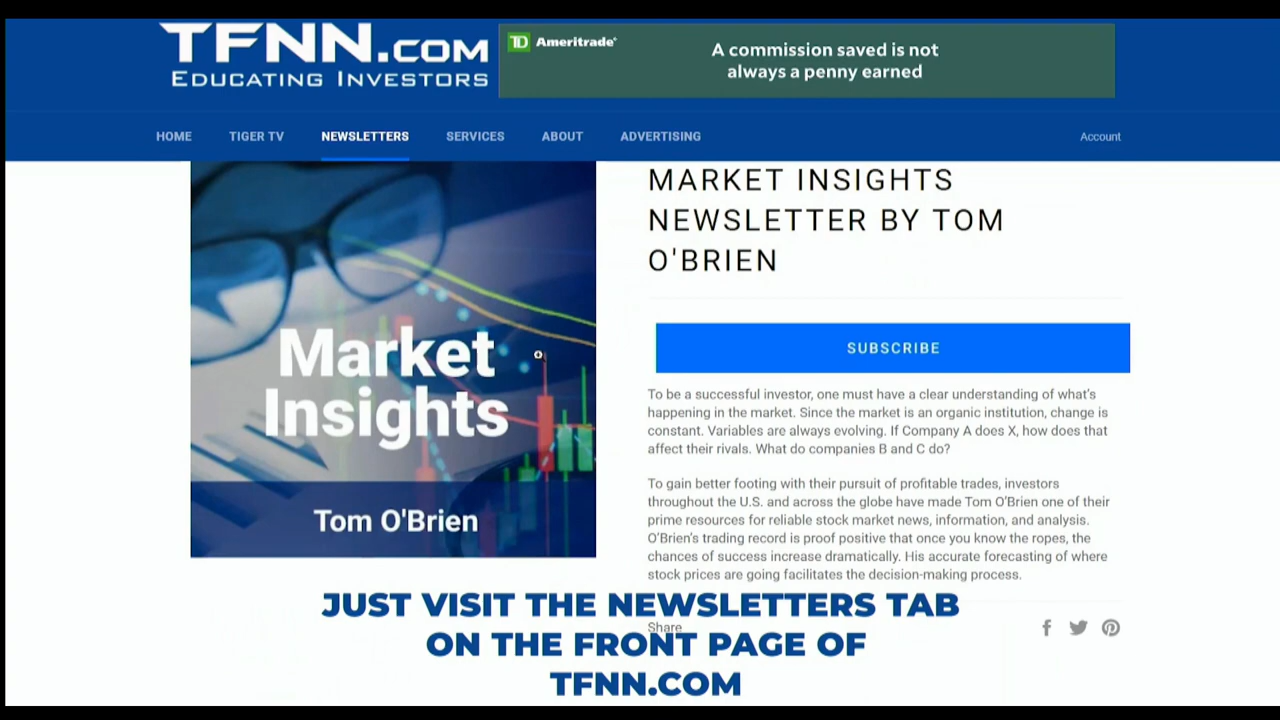 TFNN.COM
EDUCATING INVESTORS
TD Ameritrade
A commission saved is not
always a penny earned
HOME TIGER TV NEWSLETTERS SERVICES ABOUT ADVERTISING Account
Market
Insights
Tom O'Brien
MARKET INSIGHTS
NEWSLETTER BY TOM
O'BRIEN
SUBSCRIBE
To be a successful investor, one must have a clear understanding of what's
happening in the market. Since the market is an organic institution, change is
constant. Variables are always evolving. If Company A does X, how does that
affect their rivals. What do companies B and C do?
To gain better footing with their pursuit of profitable trades, investors
throughout the U.S. and across the globe have made Tom O'Brien one of their
prime resources for reliable stock market news, information, and analysis.
O'Brien's trading record is proof positive that once you know the ropes, the
chances of success increase dramatically. His accurate forecasting of where
stock prices are going facilitates the decision-making process.
Share
JUST VISIT THE NEWSLETTERS TAB
ON THE FRONT PAGE OF
TFNN.COM